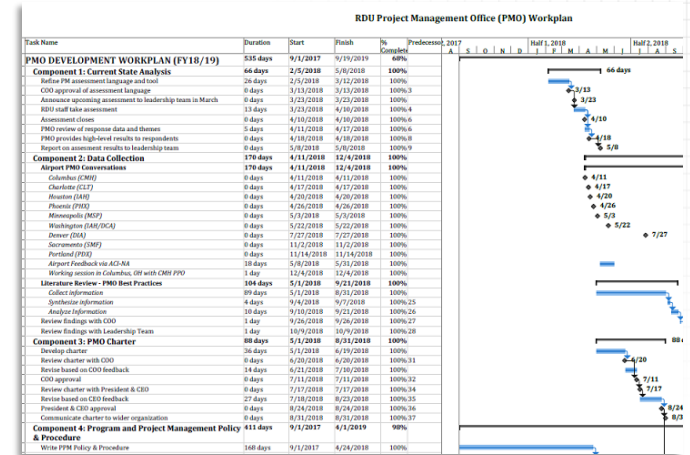 RDU Project Management Office (PMO) Workplan
Task Name Duration Start Finish % Complete Predecesso , 2017 Half 1, 2018 Half 2, 2018
A S O N D J F M A M J J A S
PMO DEVELOPMENT WORKPLAN (FY18/19) 535 days 9/1/2017 9/19/2019 68%
Component 1: Current State Analysis 66 days 2/5/2018 5/8/2018 100% 66 days
Refine PM assessment language and tool 26 days 2/5/2018 3/12/2018 100%
COO approval of assessment language 0 days 3/13/2018 3/13/2018 100% 3 3/13
Announce upcoming assessment to leadership team in March 0 days 3/23/2018 3/23/2018 100% 3/23
RDU staff take assessment 13 days 3/23/2018 4/10/2018 100% 4
Assessment closes 0 days 4/10/2018 4/10/2018 100% 6 4/10
PMO review of response data and themes 5 days 4/11/2018 4/17/2018 100% 6
PMO provides high-level results to respondents 0 days 4/18/2018 4/18/2018 100% 8 4/18
Report on assesment results to leadership team 0 days 5/8/2018 5/8/2018 100% 9 5/8
Component 2: Data Collection 170 days 4/11/2018 12/4/2018 100%
Airport PMO Conversations 170 days 4/11/2018 12/4/2018 100%
Columbus (CMH) 0 days 4/11/2018 4/11/2018 100% 4/11
Charlotte (CLT) 0 days 4/17/2018 4/17/2018 100% 4/17
Houston (IAH) 0 days 4/20/2018 4/20/2018 100% 4/20
Phoenix (PHX) 0 days 4/26/2018 4/26/2018 100% 4/26
Minneapolis (MSP) 0 days 5/3/2018 5/3/2018 100% 5/3
Washington (IAH/DCA) 0 days 5/22/2018 5/22/2018 100% 5/22
Denver (DIA) 0 days 7/27/2018 7/27/2018 100% 7/27
Sacramento (SMF) 0 days 11/2/2018 11/2/2018 100%
Portland (PDX) 0 days 11/14/2018 11/14/2018 100%
Airport Feedback via ACI-NA 18 days 5/8/2018 5/31/2018 100%
Working session in Columbus, OH with CMH PPO 1 day 12/4/2018 12/4/2018 100%
Literature Review - PMO Best Practices 104 days 5/1/2018 9/21/2018 100%
Collect information 89 days 5/1/2018 8/31/2018 100%
Synthesize information 4 days 9/4/2018 9/7/2018 100% 25
Analyze Information 10 days 9/10/2018 9/21/2018 100% 26
Review findings with COO 1 day 9/26/2018 9/26/2018 100% 27
Review findings with Leadership Team 1 day 10/9/2018 10/9/2018 100% 28
Component 3: PMO Charter 88 days 5/1/2018 8/31/2018 100% 88
Develop charter 36 days 5/1/2018 6/19/2018 100%
Review charter with COO 0 days 6/20/2018 6/20/2018 100% 31 6/20
Revise based on COO feedback 14 days 6/21/2018 7/10/2018 100%
COO approval 0 days 7/11/2018 7/11/2018 100% 32 7/11
Review charter with President & CEO 0 days 7/17/2018 7/17/2018 100% 34 7/17
Revise based on CEO feedback 27 days 7/18/2018 8/23/2018 100% 35
President & CEO approval 0 days 8/24/2018 8/24/2018 100% 36 8/24
Communicate charter to wider organization 0 days 8/31/2018 8/31/2018 100% 37 8/3
Component 4: Program and Project Management Policy 411 days 9/1/2017 4/1/2019 90%
& Procedure
Write PPM Policy & Procedure 168 days 9/1/2017 4/24/2018 100%